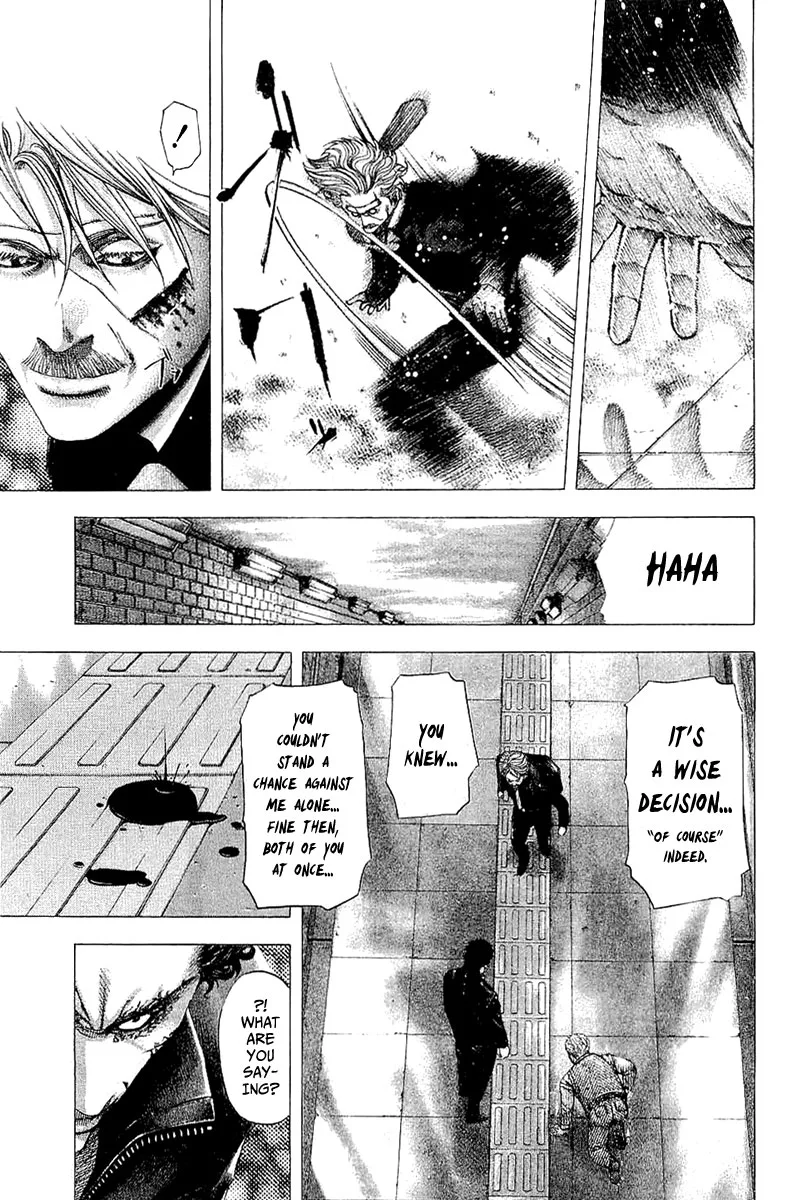 !
HAHA
IT'S
A WISE
DECISION...
"OF COURSE"
INDEED.
YOU
KNEW...
YOU
COULDN'T
STAND A
CHANCE AGAINST
ME ALONE...
FINE THEN,
BOTH OF YOU
AT ONCE...
?!
WHAT
ARE
YOU
SAY-
ING?